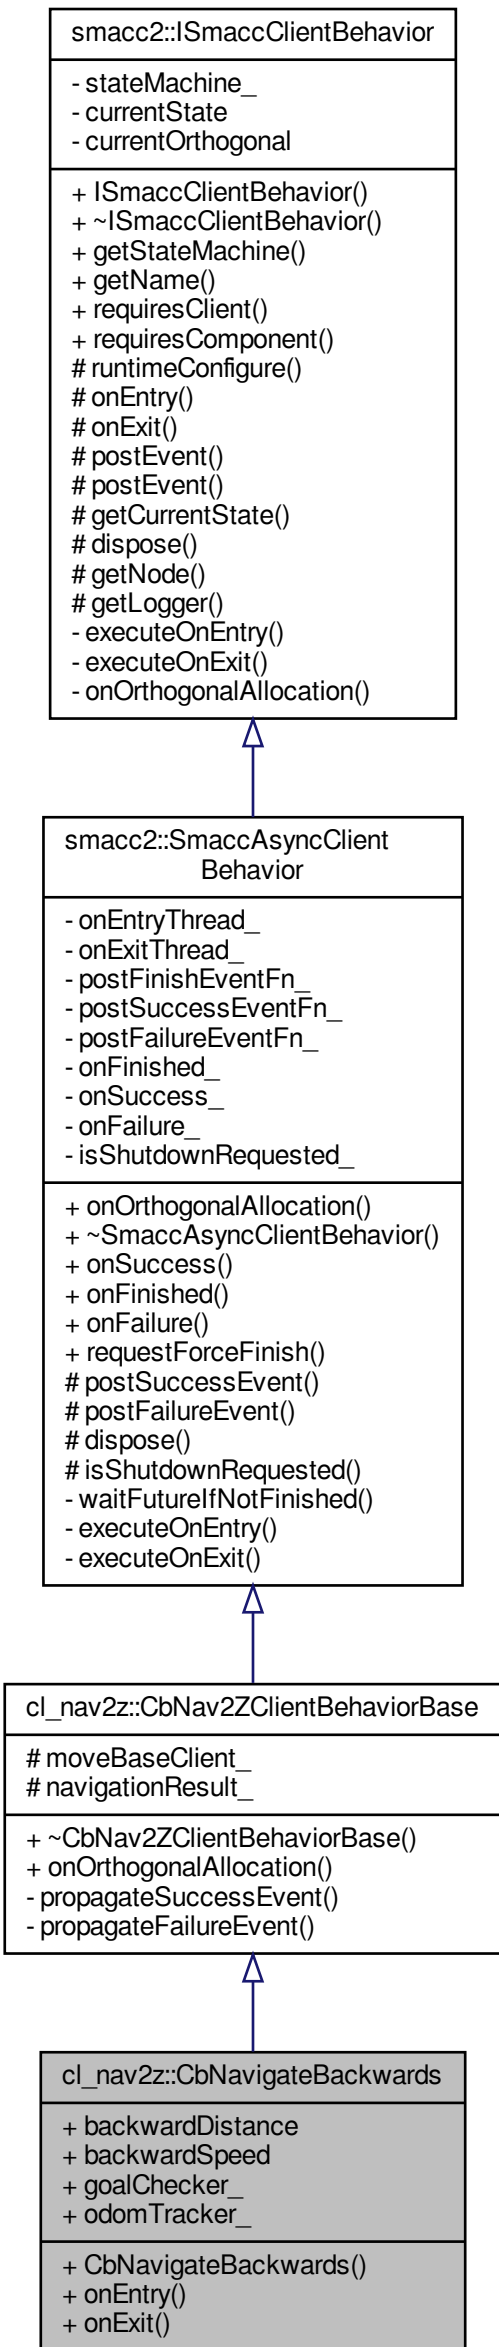 smacc2::ISmaccClientBehavior
- stateMachine_
- currentState
- currentOrthogonal
+ ISmaccClientBehavior()
+ ~ISmaccClientBehavior()
+ getStateMachine()
+ getName()
+ requiresClient()
+ requiresComponent()
# runtimeConfigure()
# onEntry()
# onExit()
# postEvent()
# postEvent()
# getCurrentState()
# dispose()
# getNode()
# getLogger()
- executeOnEntry()
- executeOnExit()
- onOrthogonalAllocation()
smacc2::SmaccAsyncClient
Behavior
- onEntryThread_
- onExitThread_
- postFinishEventFn_
- postSuccessEventFn_
- postFailureEventFn_
- onFinished_
- onSuccess_
- onFailure_
- isShutdownRequested_
+ onOrthogonalAllocation()
+ ~SmaccAsyncClientBehavior()
+ onSuccess()
+ onFinished()
+ onFailure()
+ requestForceFinish()
# postSuccessEvent()
# postFailureEvent()
# dispose()
# isShutdownRequested()
- waitFutureIfNotFinished()
- executeOnEntry()
- executeOnExit()
cl_nav2z::CbNav2ZClientBehaviorBase
# moveBaseClient_
# navigationResult_
+ ~CbNav2ZClientBehaviorBase()
+ onOrthogonalAllocation()
- propagateSuccessEvent()
- propagateFailureEvent()
cl_nav2z::CbNavigateBackwards
+ backwardDistance
+ backwardSpeed
+ goalChecker_
+ odomTracker_
+ CbNavigateBackwards()
+ onEntry()
+ onExit()